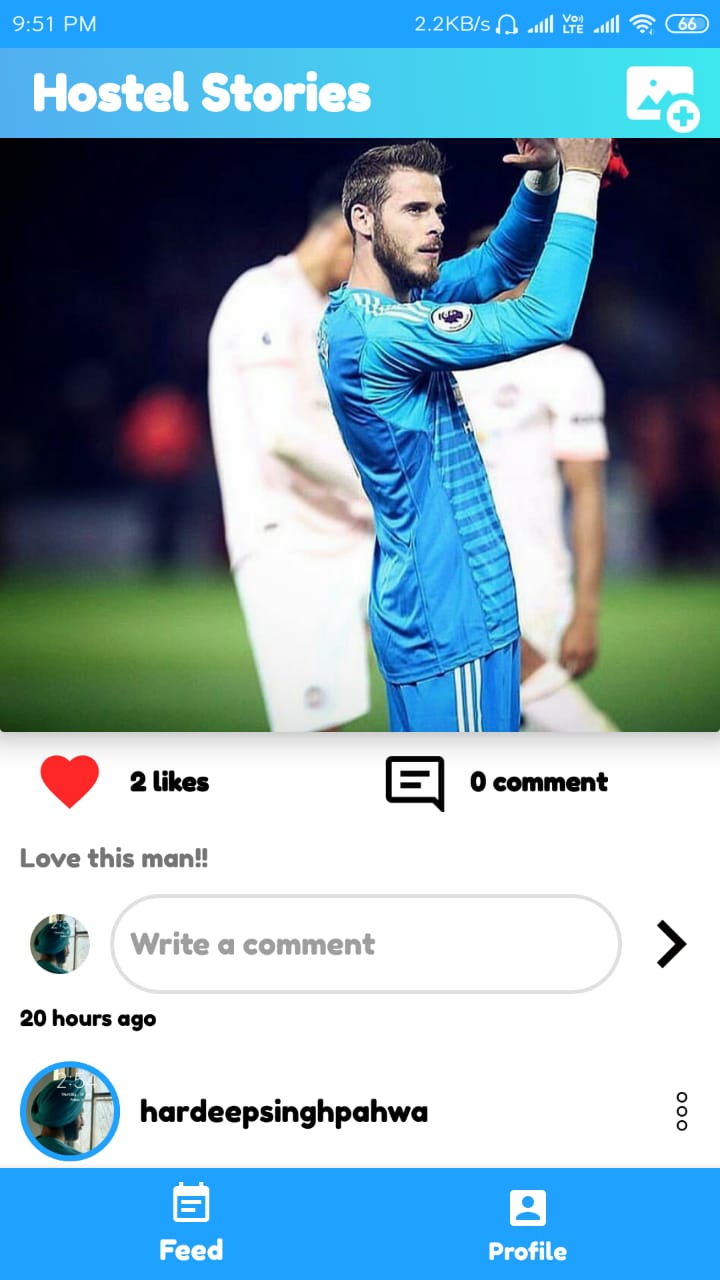 9:51 PM 2.2KB/s Vo)) LTE 66
Hostel Stories
2 likes 0 comment
Love this man!!
Write a comment
20 hours ago
hardeepsinghpahwa
Feed Profile